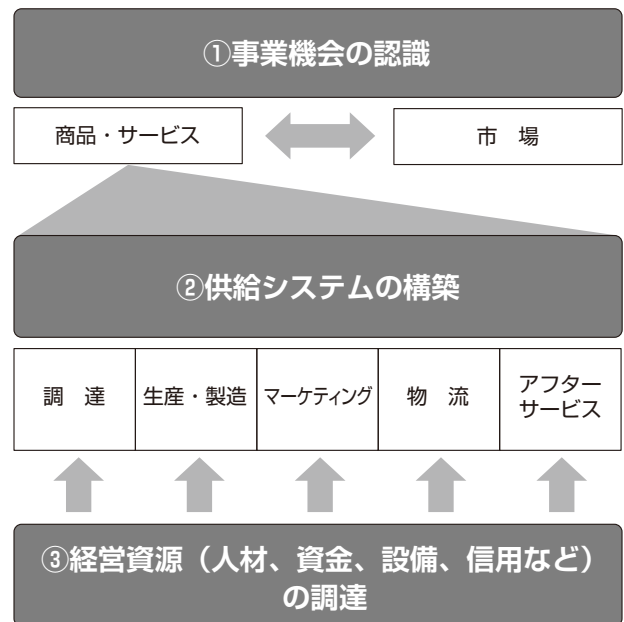 ①事業機会の認識
商品・サービス
市　場
②供給システムの構築
調　達
生産・製造
マーケティング
物　流
アフター
サービス
③経営資源（人材、資金、設備、信用など）
の調達